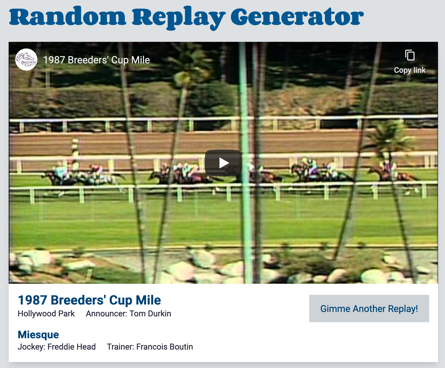 Random Replay Generator
1987 Breeders' Cup Mile
Copy link
1987 Breeders' Cup Mile
Hollywood Park Announcer: Tom Durkin
Gimme Another Replay!
Miesque
Jockey: Freddie Head Trainer: Francois Boutin